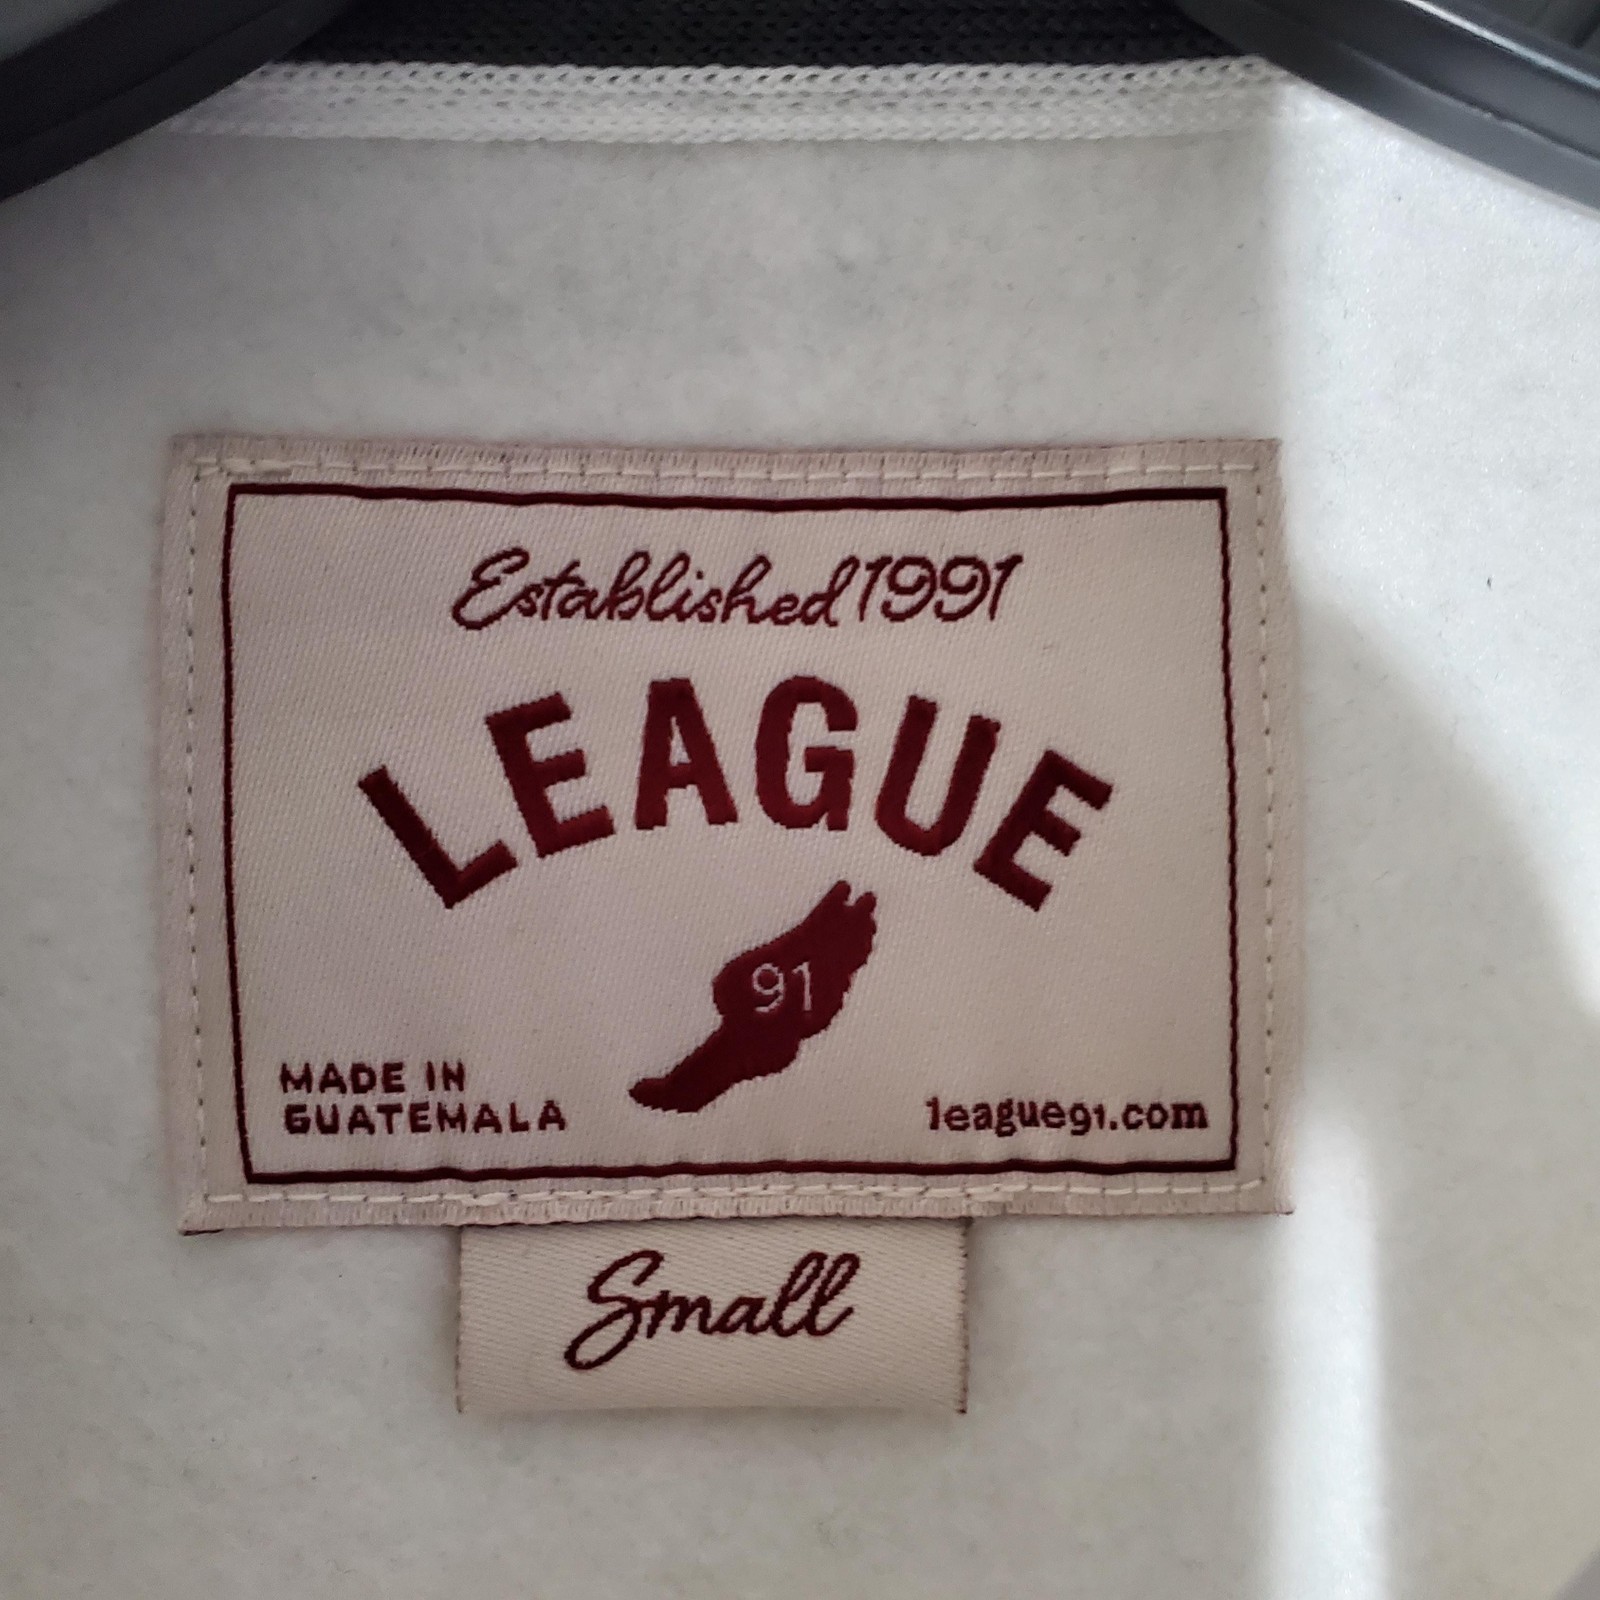 Established 1991
LEAGUE
91
MADE IN
GUATEMALA
league91.com
Small